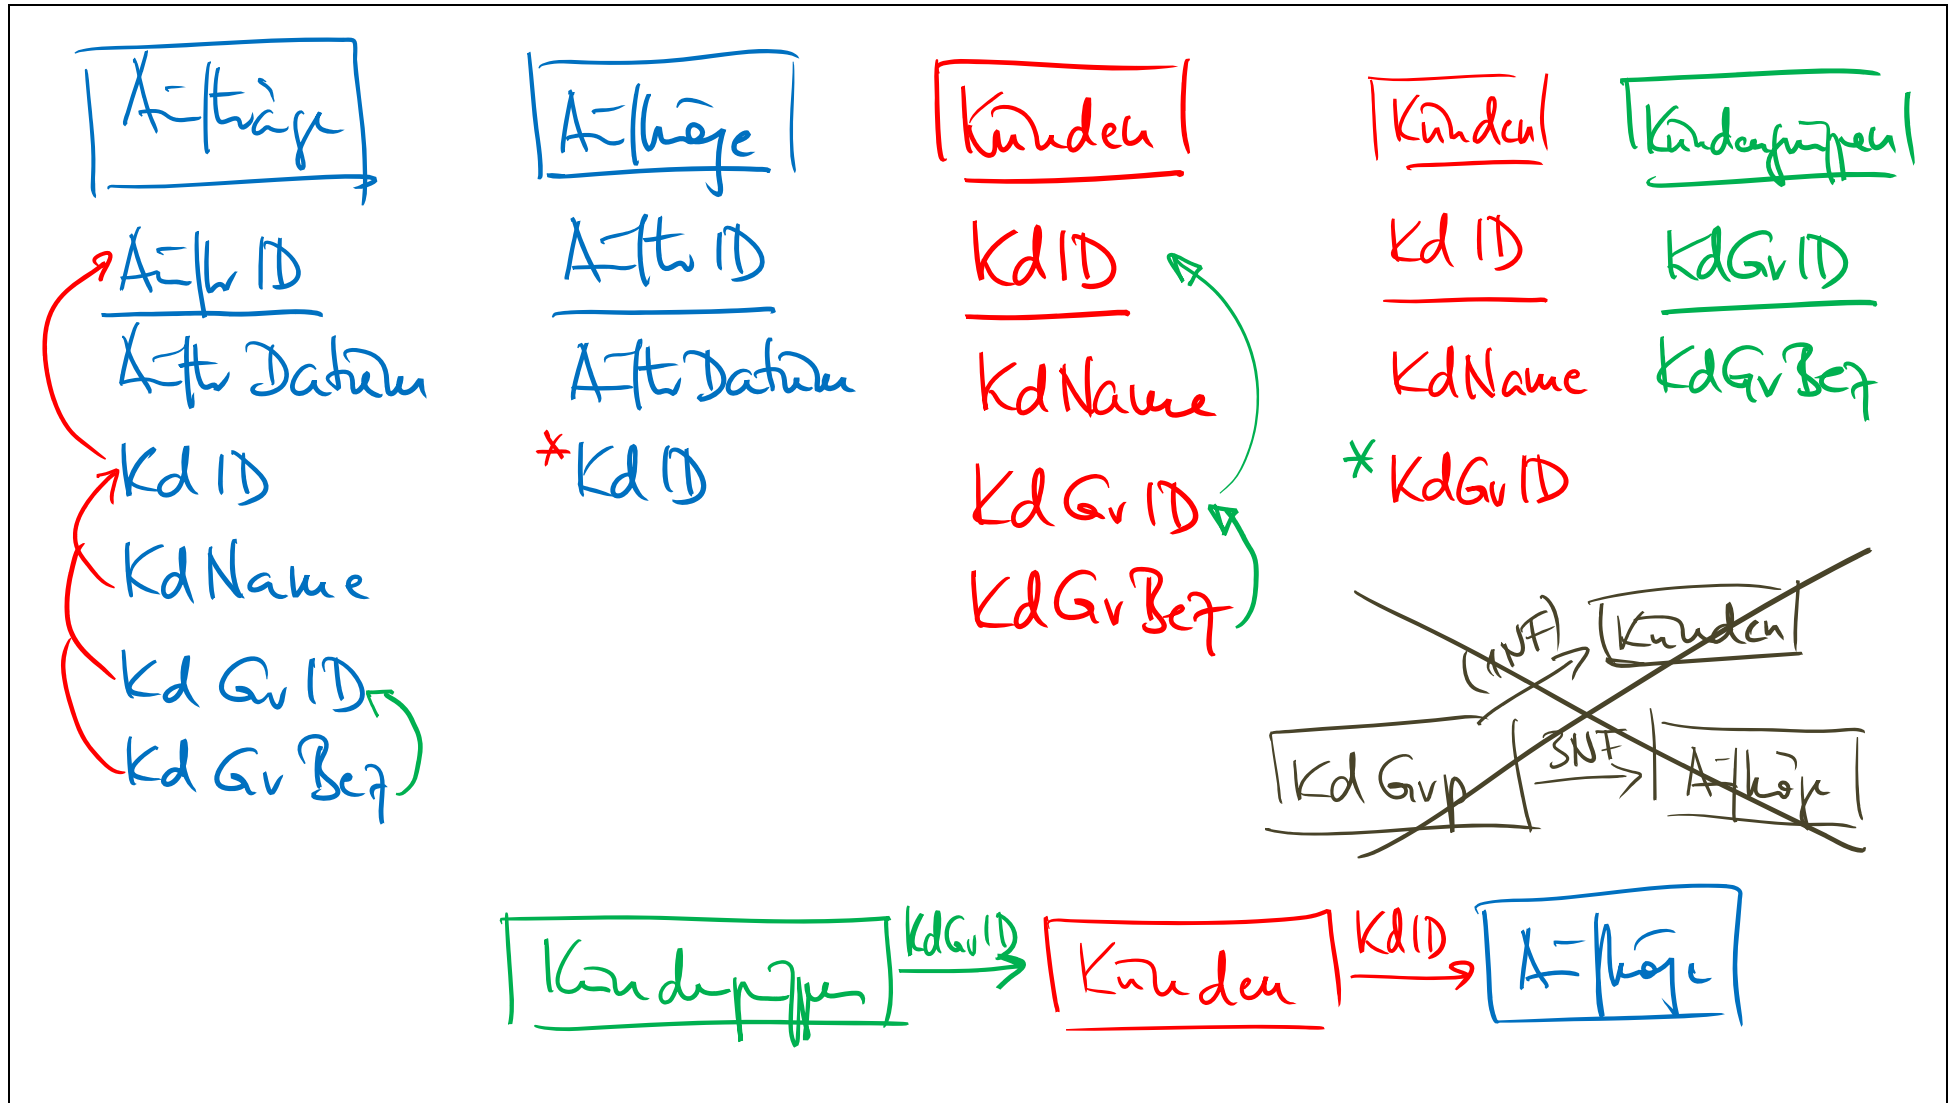 Aufträge
AuftrID
AuftrDatum
KdID
KdName
KdGrID
KdGrBez
Aufträge
AuftrID
AuftrDatum
* KdID
Kunden
KdID
KdName
KdGrID
KdGrBez
Kunden
KdID
KdName
* KdGrID
Kundengruppen
KdGrID
KdGrBez
Kunden
KdGrp
3NF
Aufträge
Kundengruppen
KdGrID
Kunden
KdID
Aufträge